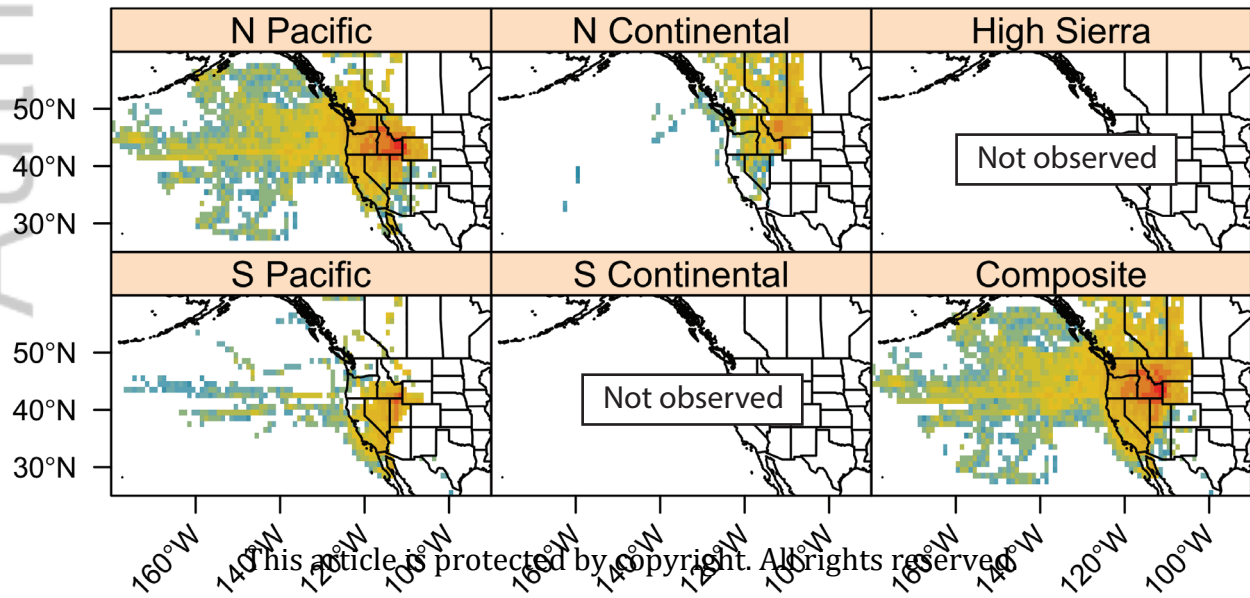 N Pacific
N Continental
High Sierra
50°N
40°N
30°N
Not observed
S Pacific
S Continental
Composite
50°N
40°N
30°N
Not observed
160°W
140°W
120°W
100°W
160°W
140°W
120°W
100°W
160°W
140°W
120°W
100°W
This article is protected by copyright. All rights reserved.